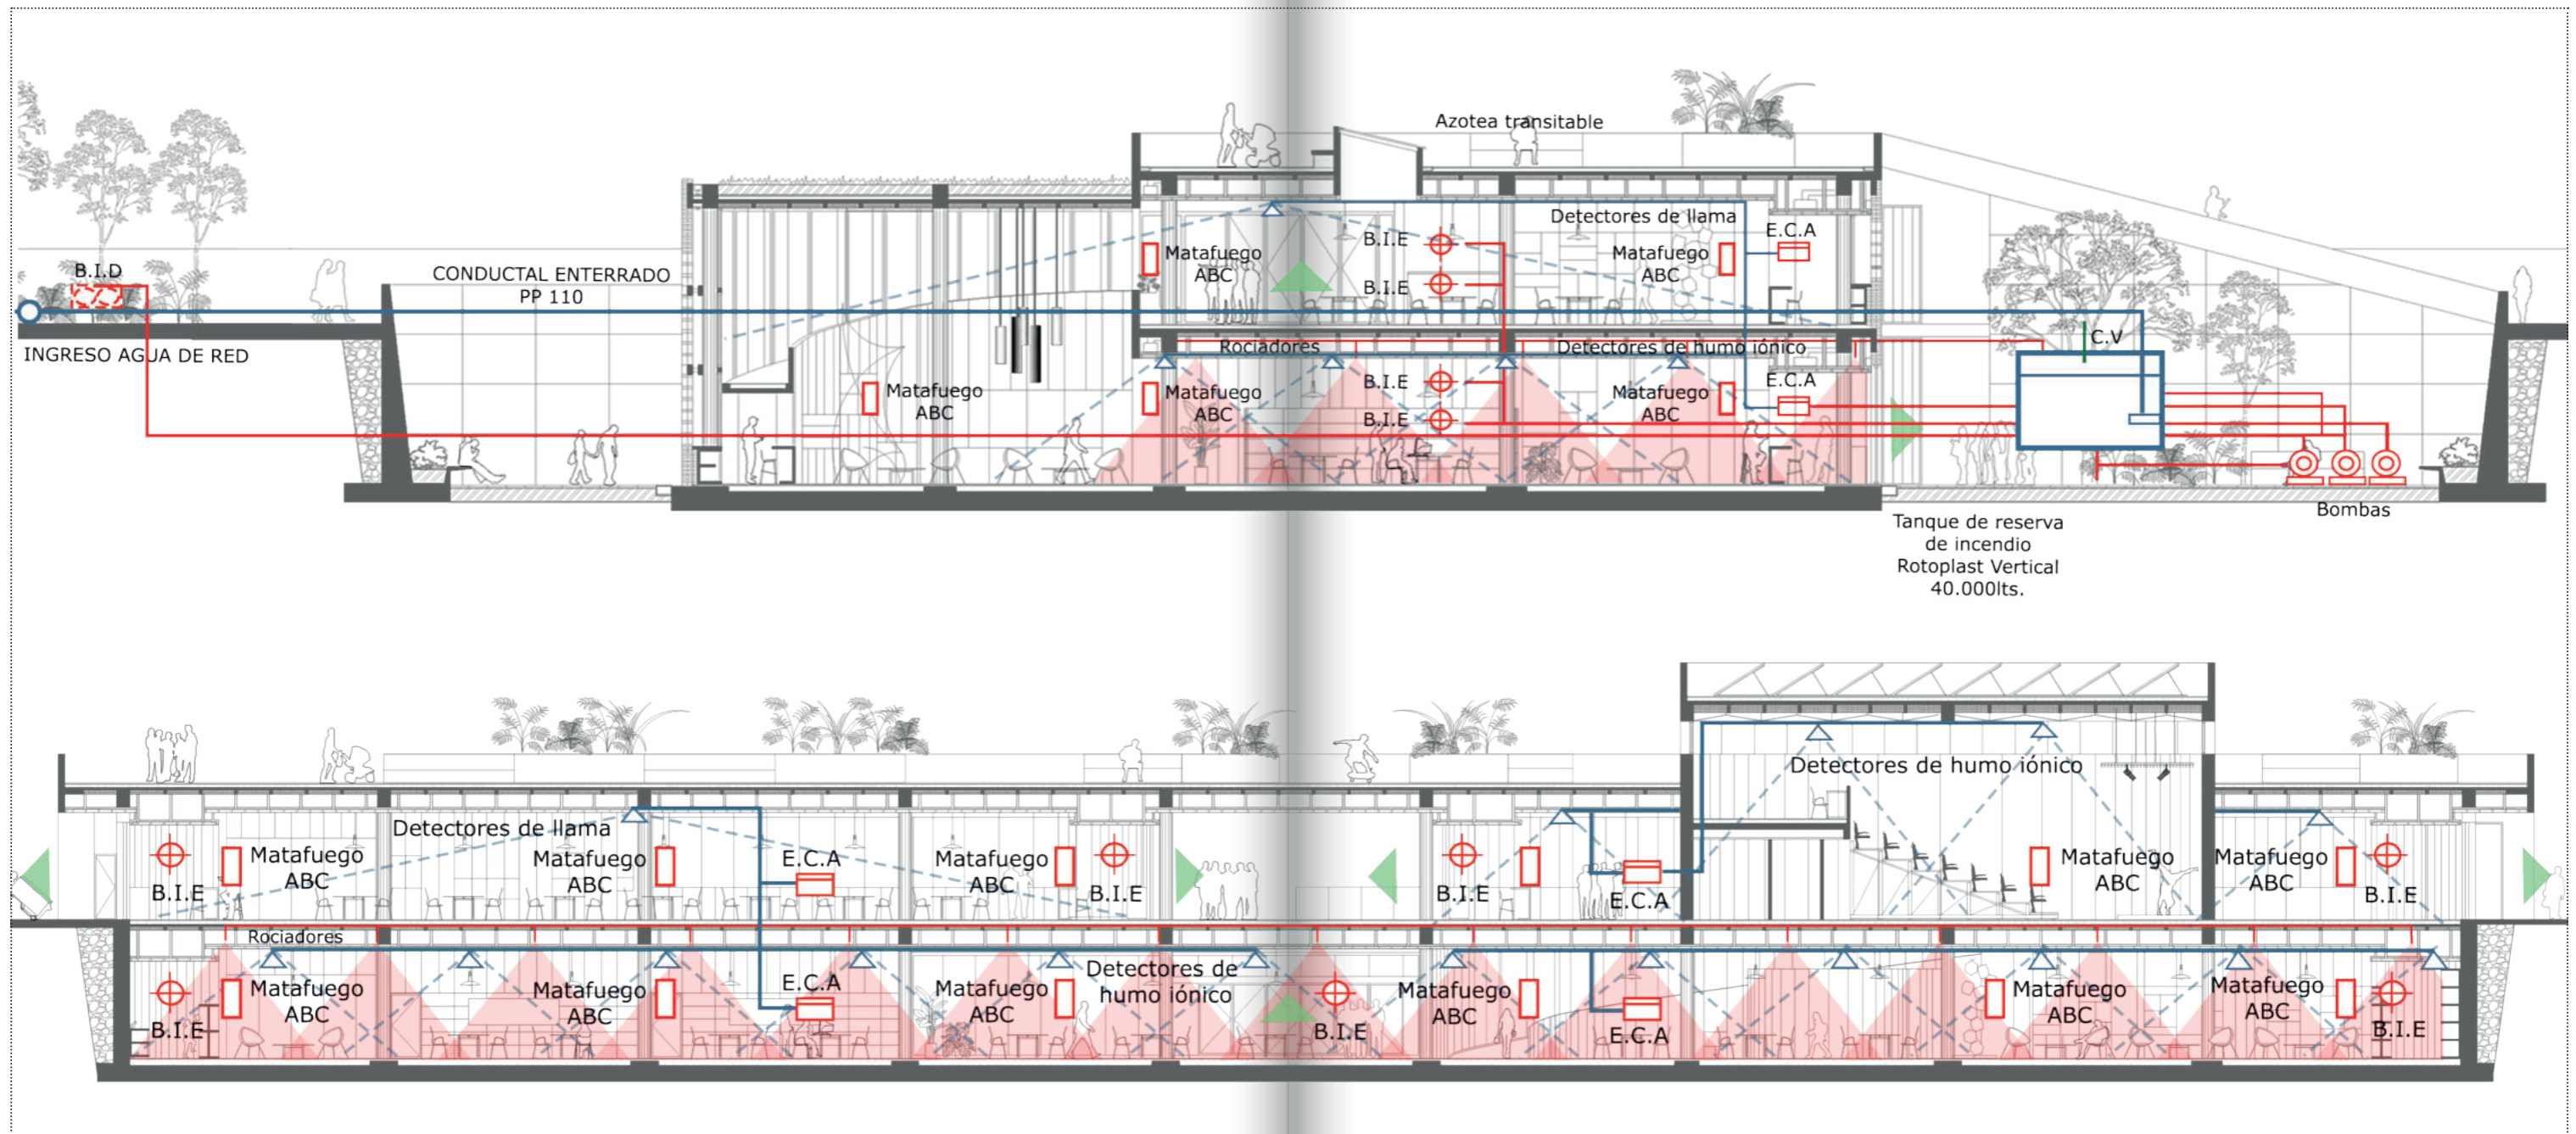 Azotea transitable
Detectores de llama
E.C.A
B.I.E
Matafuego
ABC
Matafuego
ABC
B.I.D
CONDUCTAL ENTERRADO
PP 110
B.I.E
INGRESO AGUA DE RED
C.V
Rociadores
Detectores de humo iónico
E.C.A
B.I.E
Matafuego
ABC
Matafuego
ABC
Matafuego
ABC
B.I.E
Bombas
Tanque de reserva
de incendio
Rotoplast Vertical
40.000lts.
Detectores de humo iónico
Detectores de llama
Matafuego
ABC
Matafuego
ABC
E.C.A
Matafuego
ABC
Matafuego
ABC
Matafuego
ABC
B.I.E
B.I.E
B.I.E
E.C.A
B.I.E
Rociadores
Detectores de
humo iónico
Matafuego
ABC
Matafuego
ABC
E.C.A
Matafuego
ABC
Matafuego
ABC
Matafuego
ABC
Matafuego
ABC
B.I.E
B.I.E
E.C.A
B.I.E